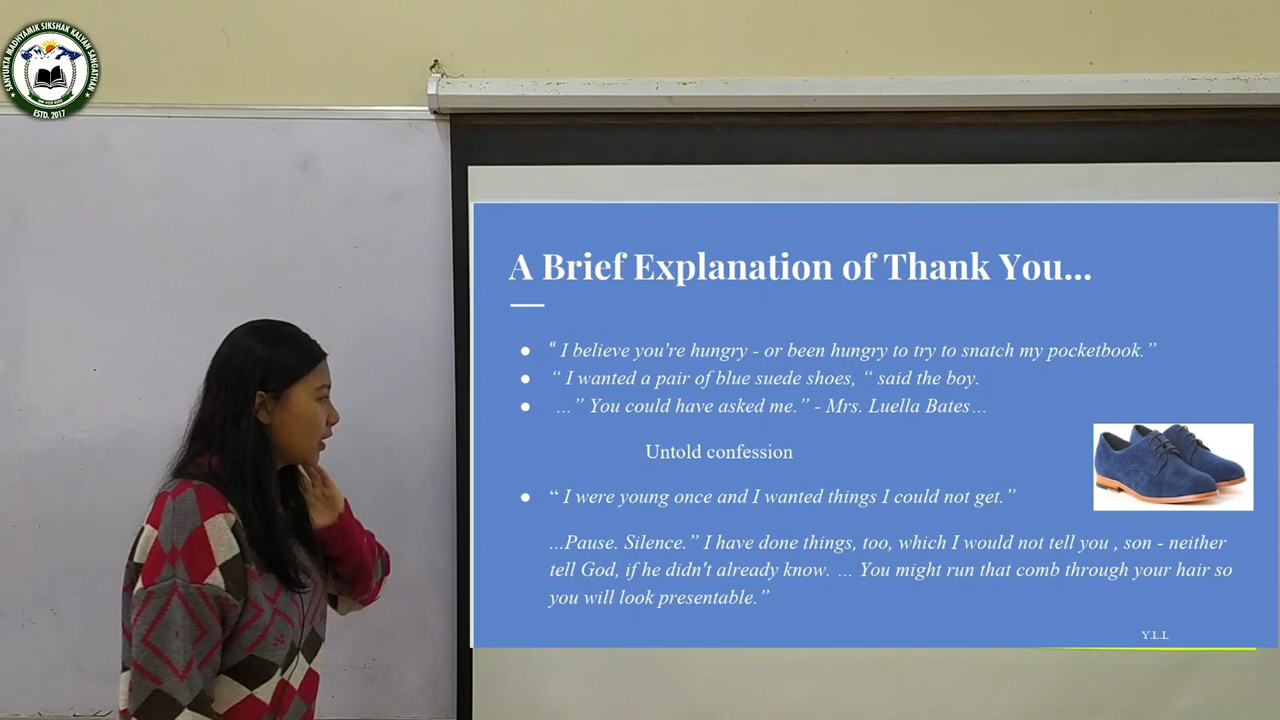 SANYUKTA MADHYAMIK SIKSHAK KALYAN SANGATHAN
ESTD. 2017
A Brief Explanation of Thank You...
● “ I believe you're hungry - or been hungry to try to snatch my pocketbook.”
● “ I wanted a pair of blue suede shoes, “ said the boy.
● ...” You could have asked me.” - Mrs. Luella Bates...
Untold confession
● “ I were young once and I wanted things I could not get.”
...Pause. Silence.” I have done things, too, which I would not tell you , son - neither
tell God, if he didn't already know. ... You might run that comb through your hair so
you will look presentable.”
Y.L.L